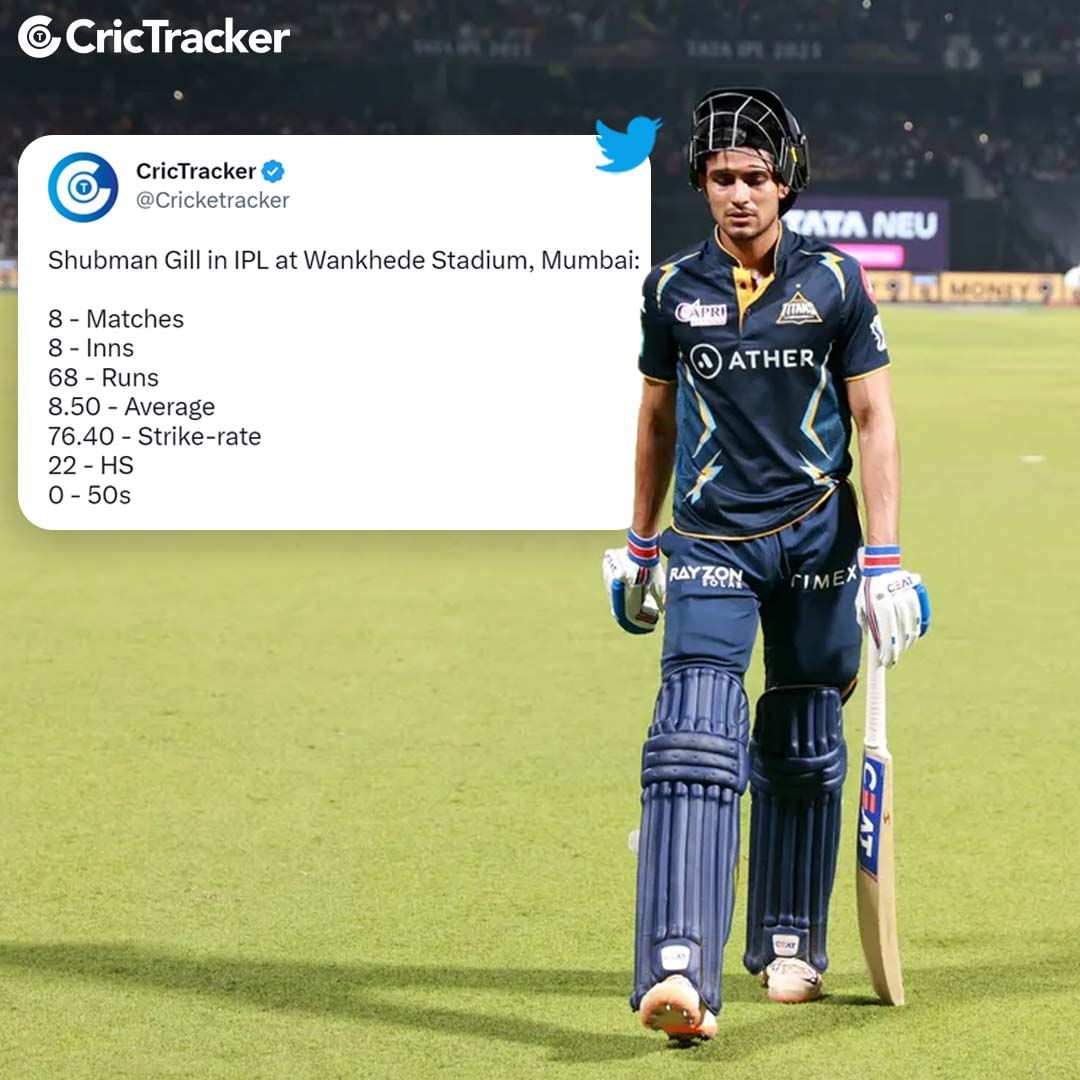 CricTracker
CricTracker
@Cricketracker
Shubman Gill in IPL at Wankhede Stadium, Mumbai:
8 - Matches
8 - Inns
68 - Runs
8.50 - Average
76.40 - Strike-rate
22 - HS
0 - 50s
TATA NEU
MONEY
CAPRI
TITANS
ATHER
RAYZON
SOLAR
TIMEX
CEAT
CEAT
CEAT